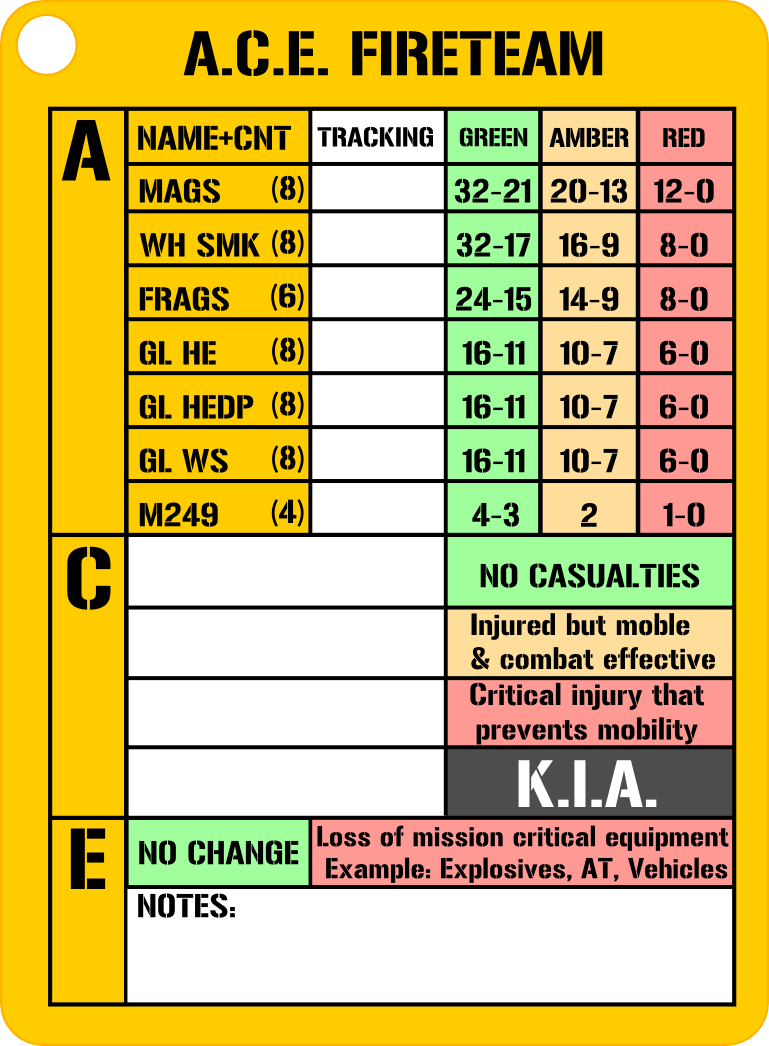 A.C.E. FIRETEAM
A
NAME+CNT TRACKING GREEN AMBER RED
MAGS (8) 32-21 20-13 12-0
WH SMK (8) 32-17 16-9 8-0
FRAGS (6) 24-15 14-9 8-0
GL HE (8) 16-11 10-7 6-0
GL HEDP (8) 16-11 10-7 6-0
GL WS (8) 16-11 10-7 6-0
M249 (4) 4-3 2 1-0
C
NO CASUALTIES
Injured but moble
& combat effective
Critical injury that
prevents mobility
K.I.A.
E
NO CHANGE
Loss of mission critical equipment
Example: Explosives, AT, Vehicles
NOTES: